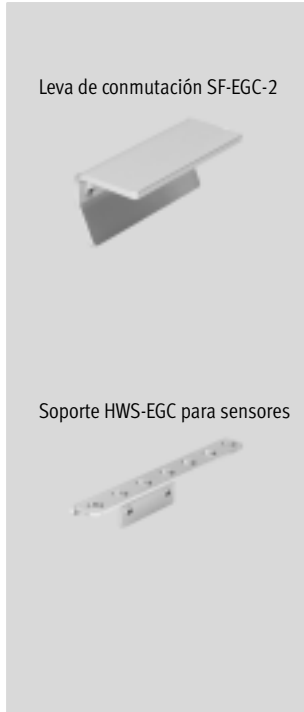 Leva de conmutación SF-EGC-2
Soporte HWS-EGC para sensores